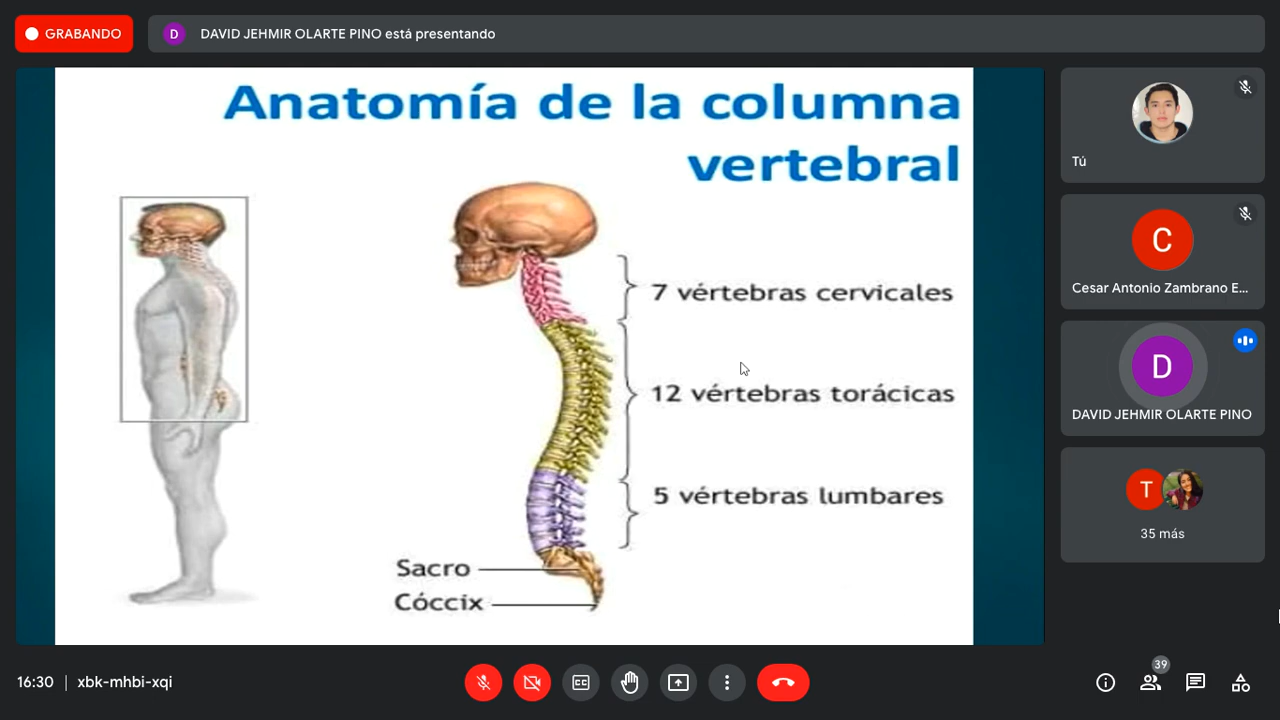 GRABANDO
D
DAVID JEHMIR OLARTE PINO está presentando
Anatomía de la columna
vertebral
7 vértebras cervicales
12 vértebras torácicas
5 vértebras lumbares
Sacro
Cóccix
Tú
C
Cesar Antonio Zambrano E...
D
DAVID JEHMIR OLARTE PINO
T
35 más
16:30 | xbk-mhbi-xqi
CC
39